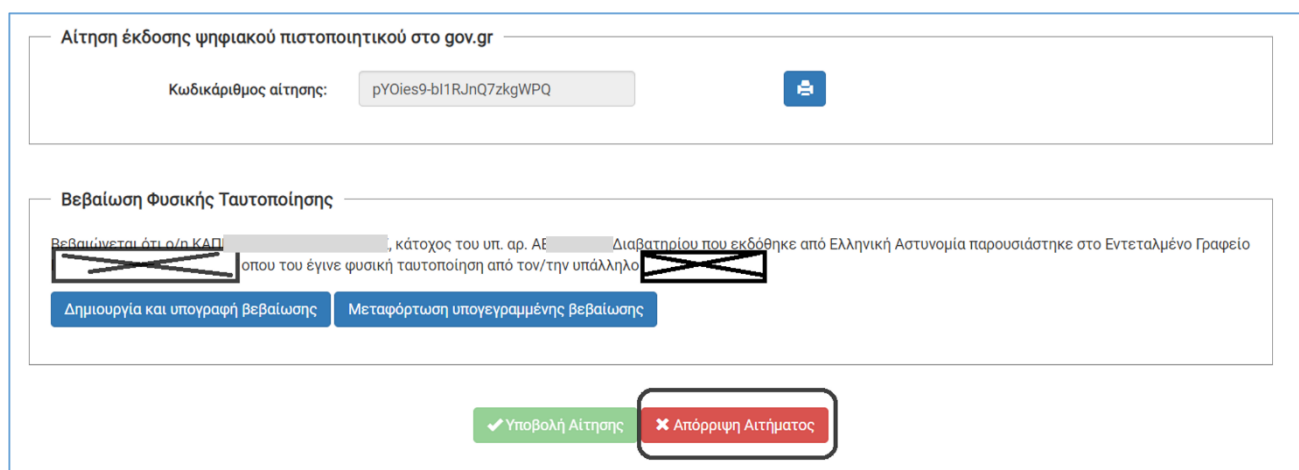 Αίτηση έκδοσης ψηφιακού πιστοποιητικού στο gov.gr
Κωδικάριθμος αίτησης: pYOies9-bI1RJnQ7zkgWPQ
Βεβαίωση Φυσικής Ταυτοποίησης
Βεβαιώνεται ότι ο/η ΚΑΠ , κάτοχος του υπ. αρ. ΑΕ Διαβατηρίου που εκδόθηκε από Ελληνική Αστυνομία παρουσιάστηκε στο Εντεταλμένο Γραφείο
οπου του έγινε φυσική ταυτοποίηση από τον/την υπάλληλο
Δημιουργία και υπογραφή βεβαίωσης Μεταφόρτωση υπογεγραμμένης βεβαίωσης
Υποβολή Αίτησης Απόρριψη Αιτήματος